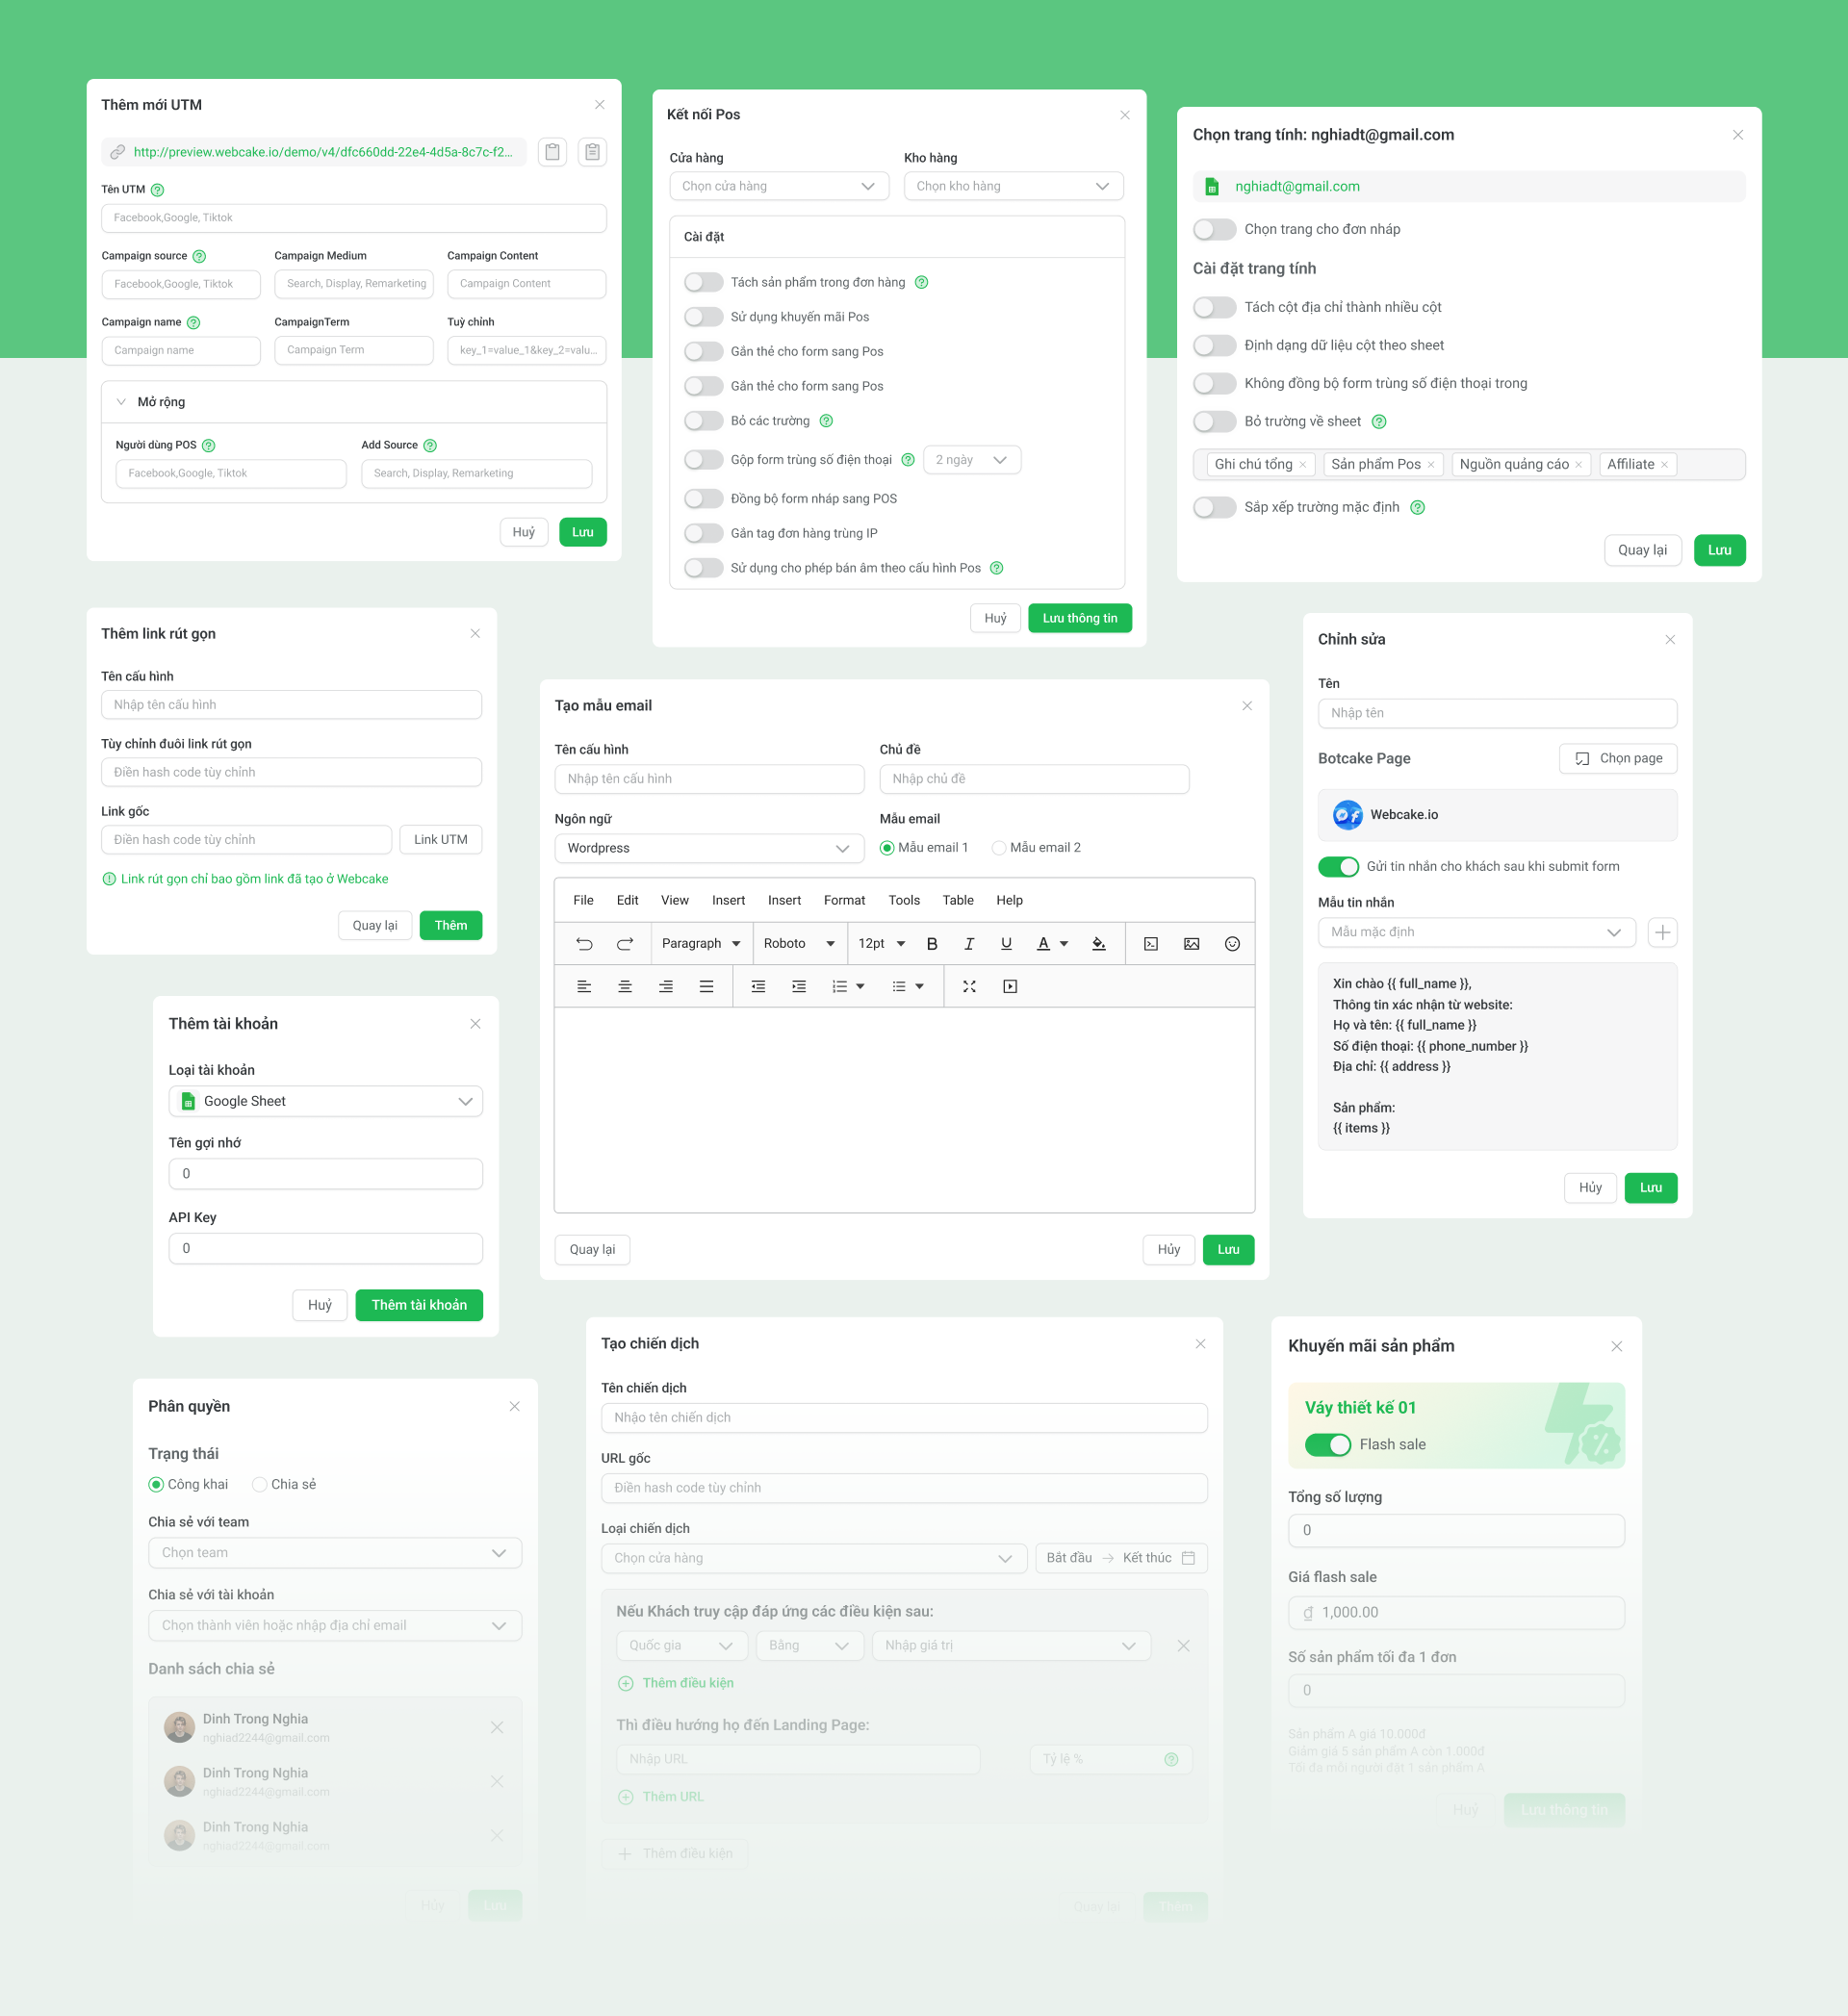 Thêm mới UTM
http://preview.webcake.io/demo/v4/dfc660dd-22e4-4d5a-8c7c-f2...
Tên UTM
Facebook,Google, Tiktok
Campaign source
Campaign Medium
Campaign Content
Facebook,Google, Tiktok
Search, Display, Remarketing
Campaign Content
Campaign name
CampaignTerm
Tuỳ chỉnh
Campaign name
Campaign Term
key_1=value_1&key_2=valu...
Mở rộng
Người dùng POS
Add Source
Facebook,Google, Tiktok
Search, Display, Remarketing
Huỷ
Lưu
Kết nối Pos
Cửa hàng
Kho hàng
Chọn cửa hàng
Chọn kho hàng
Cài đặt
Tách sản phẩm trong đơn hàng
Sử dụng khuyến mãi Pos
Gắn thẻ cho form sang Pos
Gắn thẻ cho form sang Pos
Bỏ các trường
Gộp form trùng số điện thoại
2 ngày
Đồng bộ form nháp sang POS
Gắn tag đơn hàng trùng IP
Sử dụng cho phép bán âm theo cấu hình Pos
Huỷ
Lưu thông tin
Chọn trang tính: nghiadt@gmail.com
nghiadt@gmail.com
Chọn trang cho đơn nháp
Cài đặt trang tính
Tách cột địa chỉ thành nhiều cột
Định dạng dữ liệu cột theo sheet
Không đồng bộ form trùng số điện thoại trong
Bỏ trường về sheet
Ghi chú tổng
Sản phẩm Pos
Nguồn quảng cáo
Affiliate
Sắp xếp trường mặc định
Quay lại
Lưu
Thêm link rút gọn
Tên cấu hình
Nhập tên cấu hình
Tùy chỉnh đuôi link rút gọn
Điền hash code tùy chỉnh
Link gốc
Điền hash code tùy chỉnh
Link UTM
Link rút gọn chỉ bao gồm link đã tạo ở Webcake
Quay lại
Thêm
Tạo mẫu email
Tên cấu hình
Chủ đề
Nhập tên cấu hình
Nhập chủ đề
Ngôn ngữ
Mẫu email
Wordpress
Mẫu email 1
Mẫu email 2
File Edit View Insert Insert Format Tools Table Help
Paragraph
Roboto
12pt
B I U A
Quay lại
Hủy
Lưu
Chỉnh sửa
Tên
Nhập tên
Botcake Page
Chọn page
Webcake.io
Gửi tin nhắn cho khách sau khi submit form
Mẫu tin nhắn
Mẫu mặc định
Xin chào {{ full_name }},
Thông tin xác nhận từ website:
Họ và tên: {{ full_name }}
Số điện thoại: {{ phone_number }}
Địa chỉ: {{ address }}
Sản phẩm:
{{ items }}
Hủy
Lưu
Thêm tài khoản
Loại tài khoản
Google Sheet
Tên gợi nhớ
0
API Key
0
Huỷ
Thêm tài khoản
Phân quyền
Trạng thái
Công khai
Chia sẻ
Chia sẻ với team
Chọn team
Chia sẻ với tài khoản
Chọn thành viên hoặc nhập địa chỉ email
Danh sách chia sẻ
Dinh Trong Nghia
nghiad2244@gmail.com
Dinh Trong Nghia
nghiad2244@gmail.com
Dinh Trong Nghia
nghiad2244@gmail.com
Hủy
Lưu
Tạo chiến dịch
Tên chiến dịch
Nhậo tên chiến dịch
URL gốc
Điền hash code tùy chỉnh
Loại chiến dịch
Chọn cửa hàng
Bắt đầu → Kết thúc
Nếu Khách truy cập đáp ứng các điều kiện sau:
Quốc gia
Bằng
Nhập giá trị
Thêm điều kiện
Thì điều hướng họ đến Landing Page:
Nhập URL
Tỷ lệ %
Thêm URL
Thêm điều kiện
Quay lại
Thêm
Khuyến mãi sản phẩm
Váy thiết kế 01
Flash sale
Tổng số lượng
0
Giá flash sale
₫ 1,000.00
Số sản phẩm tối đa 1 đơn
0
Sản phẩm A giá 10.000đ
Giảm giá 5 sản phẩm A còn 1.000đ
Tối đa mỗi người đặt 1 sản phẩm A
Huỷ
Lưu thông tin